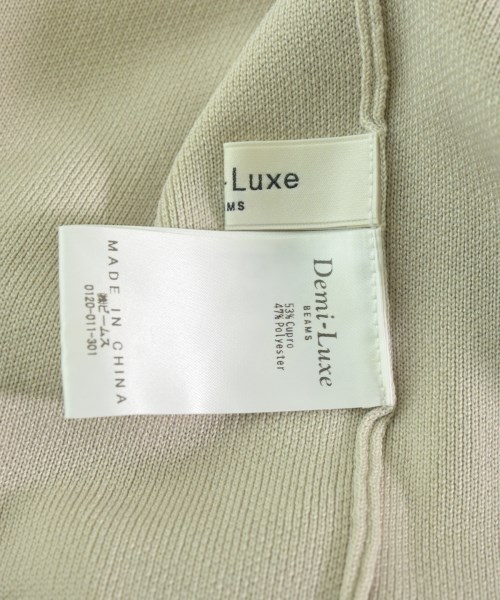 -Luxe
MS
Demi-Luxe
BEAMS
53% Cupro
47% Polyester
MADE IN CHINA
㈱ビームス
0120-011-301